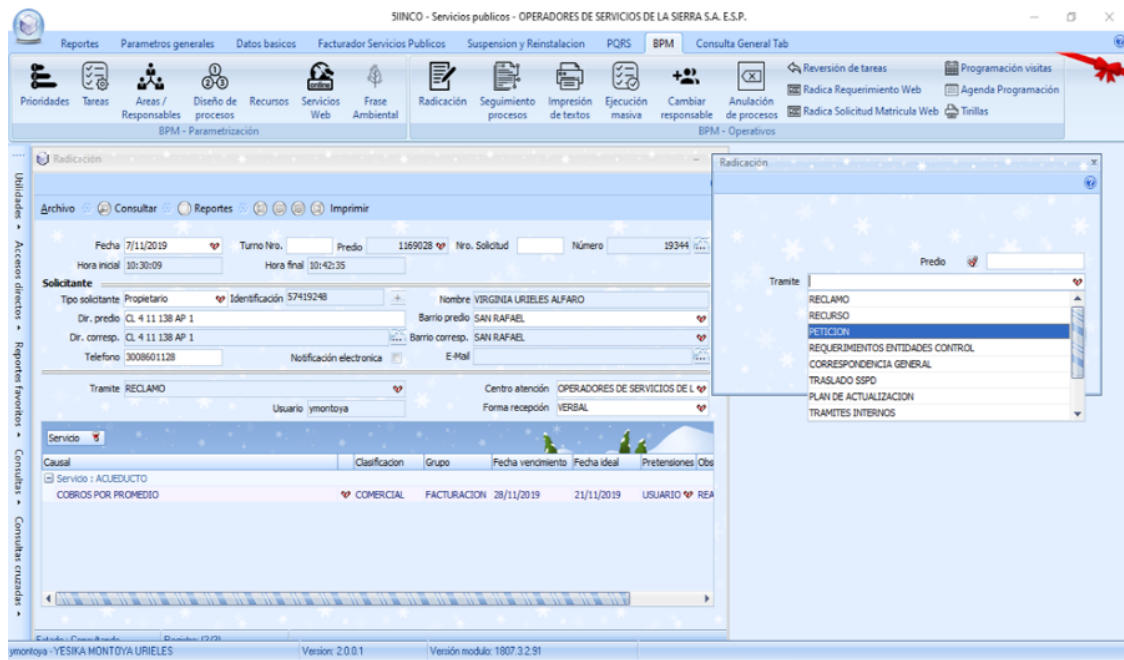 5IINCO - Servicios publicos - OPERADORES DE SERVICIOS DE LA SIERRA S.A. E.S.P.
Reportes Parametros generales Datos basicos Facturador Servicios Publicos Suspension y Reinstalacion PQRS BPM Consulta General Tab
Prioridades Tareas Areas / Responsables Diseño de procesos Recursos Servicios Web Frase Ambiental
BPM - Parametrización
Radicación Seguimiento procesos Impresión de textos Ejecución masiva Cambiar responsable Anulación de procesos
Reversión de tareas Programación visitas
Radica Requerimiento Web Agenda Programación
Radica Solicitud Matricula Web Tirillas
BPM - Operativos
Utilidades
Accesos directos
Reportes favoritos
Consultas
Consultas cruzadas
Radicación
Archivo Consultar Reportes Imprimir
Fecha 7/11/2019 Turno Nro. Predio 1169028 Nro. Solicitud Número 19344
Hora inicial 10:30:09 Hora final 10:42:35
Solicitante
Tipo solicitante Propietario Identificación 57419248 Nombre VIRGINIA URIELES ALFARO
Dir. predio CL 4 11 138 AP 1 Barrio predio SAN RAFAEL
Dir. corresp. CL 4 11 138 AP 1 Barrio corresp. SAN RAFAEL
Telefono 3008601128 Notificación electronica E-Mail
Tramite RECLAMO Centro atención OPERADORES DE SERVICIOS DE L
Usuario ymontoya Forma recepción VERBAL
Servicio
Causal Clasificacion Grupo Fecha vencimiento Fecha ideal Pretensiones Obs
Servicio : ACUEDUCTO
COBROS POR PROMEDIO COMERCIAL FACTURACION 28/11/2019 21/11/2019 USUARIO REA
Estado : Consultando Registro: (2/2)
Radicación
Predio
Tramite
RECLAMO
RECURSO
PETICION
REQUERIMIENTOS ENTIDADES CONTROL
CORRESPONDENCIA GENERAL
TRASLADO SSPD
PLAN DE ACTUALIZACION
TRAMITES INTERNOS
ymontoya - YESIKA MONTOYA URIELES Version: 2.0.0.1 Versión modulo: 1807.3.2.91